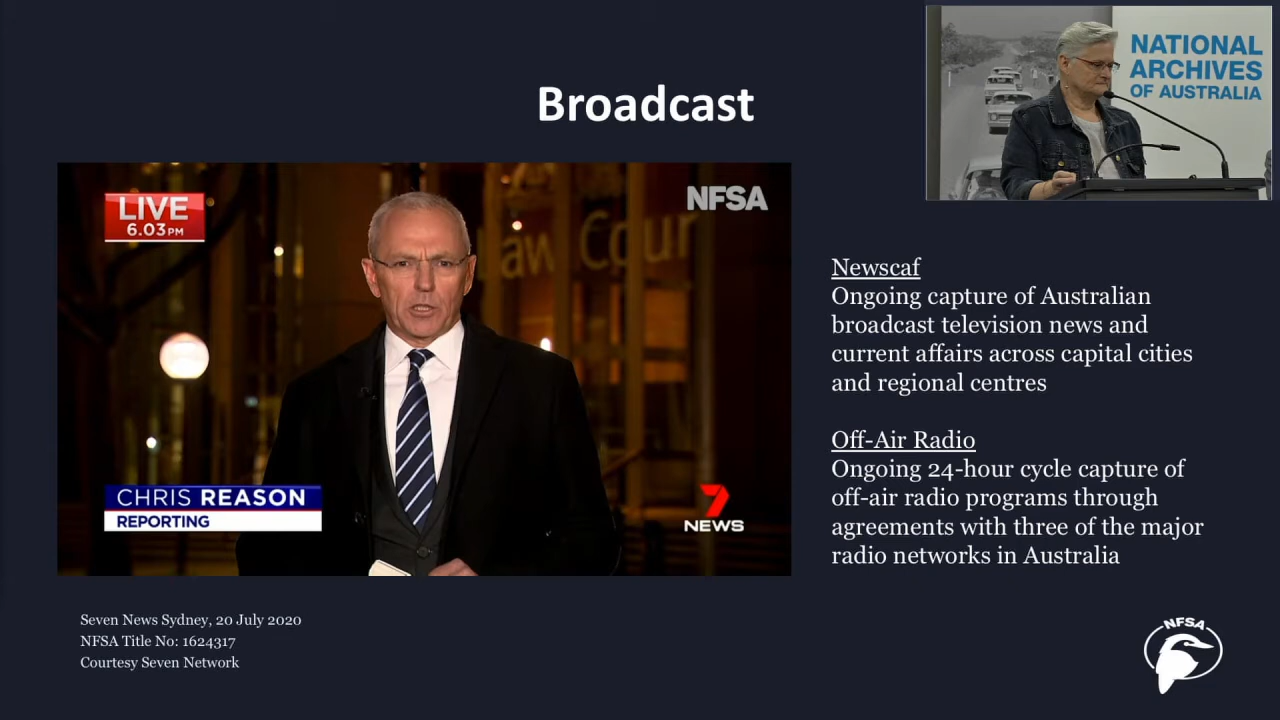 Broadcast
NATIONAL
ARCHIVES
OF AUSTRALIA
LIVE
6.03PM
NFSA
Law Cour
CHRIS REASON
REPORTING
7
NEWS
Newscaf
Ongoing capture of Australian
broadcast television news and
current affairs across capital cities
and regional centres
Off-Air Radio
Ongoing 24-hour cycle capture of
off-air radio programs through
agreements with three of the major
radio networks in Australia
Seven News Sydney, 20 July 2020
NFSA Title No: 1624317
Courtesy Seven Network
NFSA